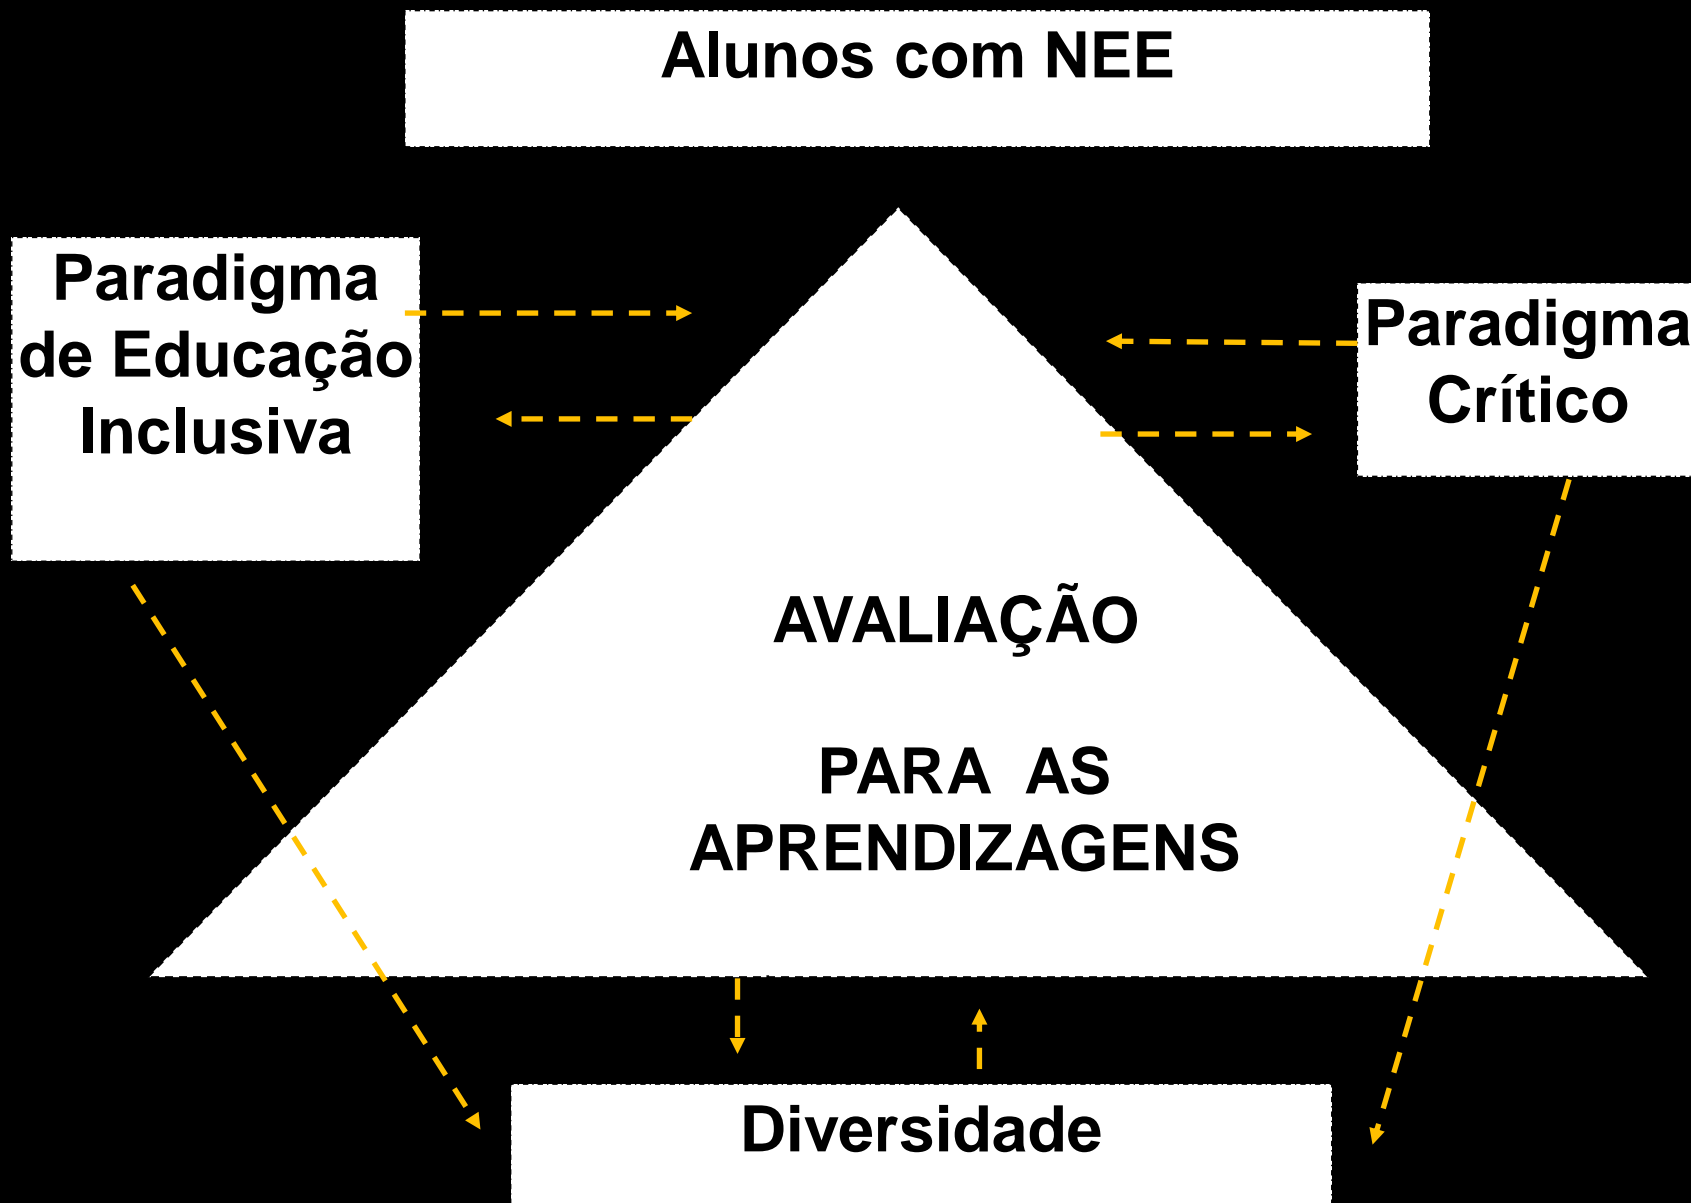 Alunos com NEE
Paradigma
de Educação
Inclusiva
Paradigma
Crítico
AVALIAÇÃO
PARA AS
APRENDIZAGENS
Diversidade